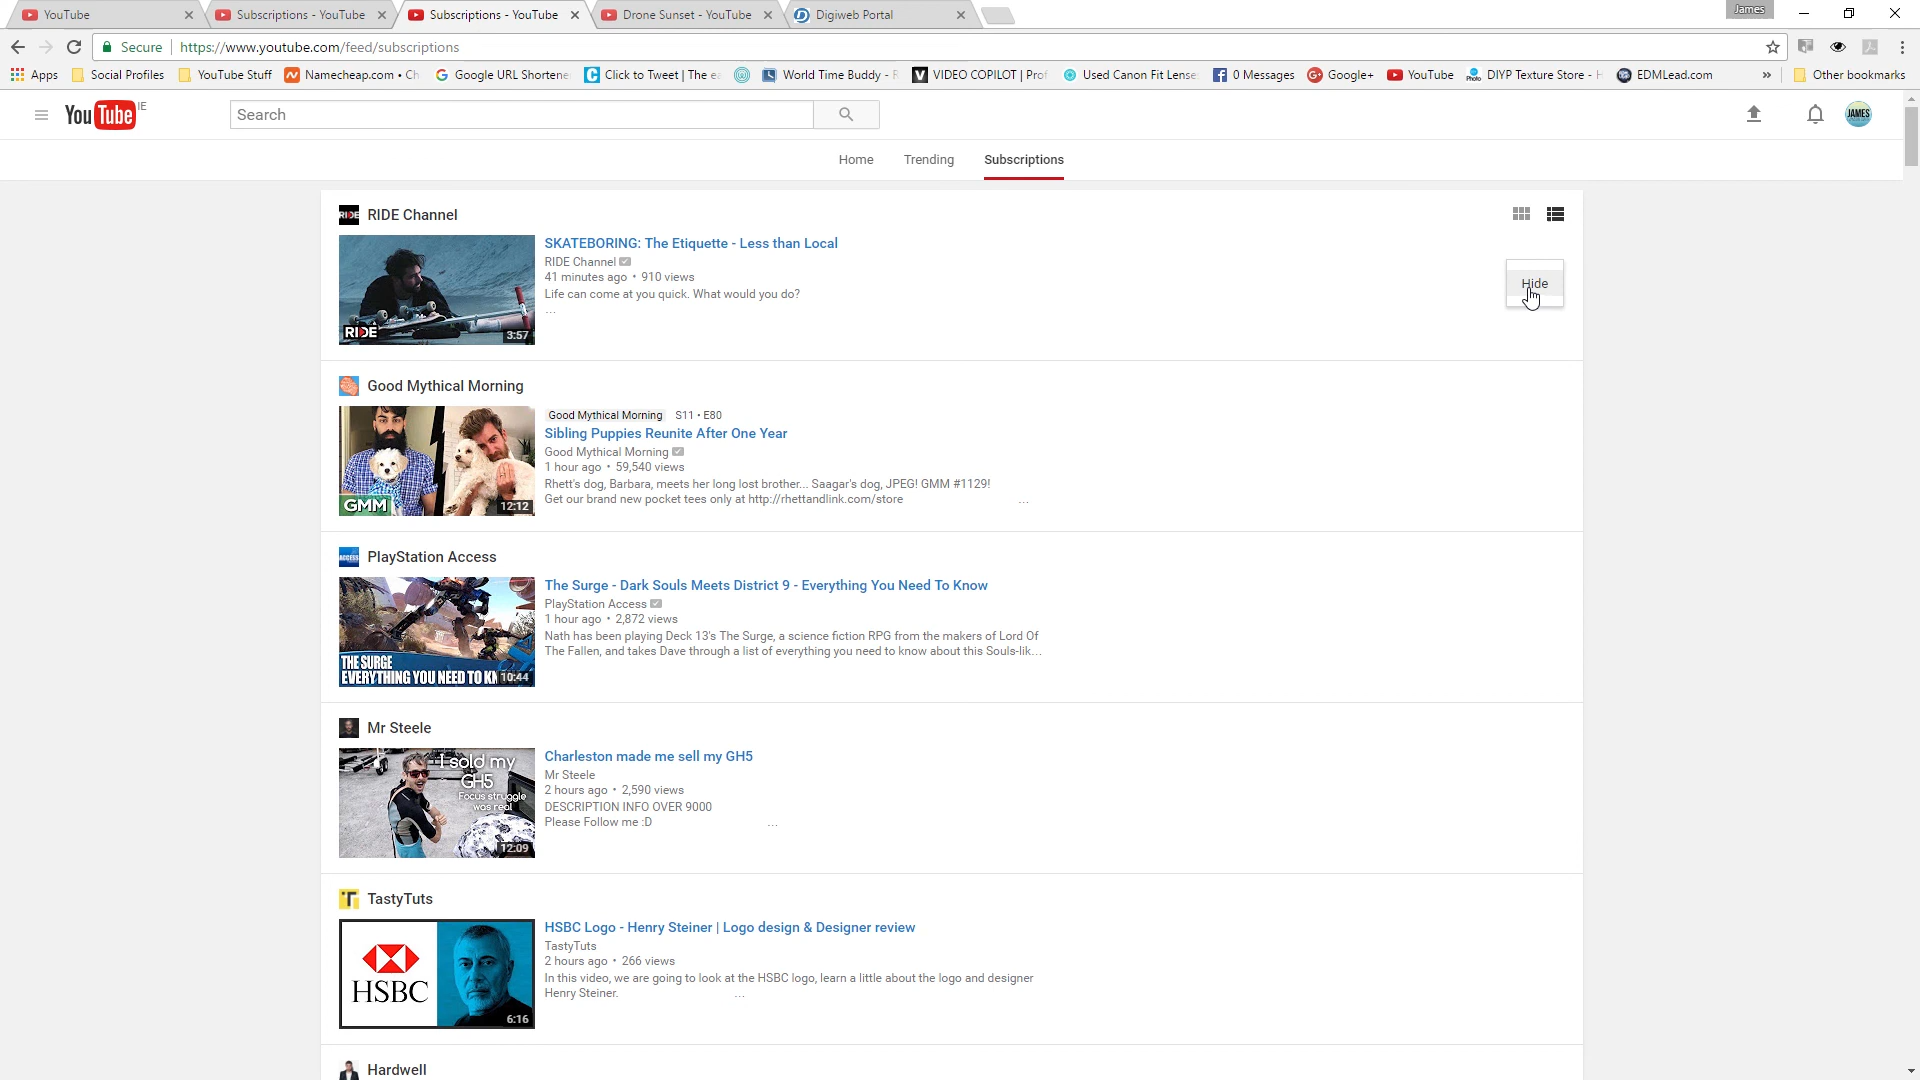 YouTube
Subscriptions - YouTube
Subscriptions - YouTube
Drone Sunset - YouTube
Digiweb Portal
James
Secure
https://www.youtube.com/feed/subscriptions
Apps
Social Profiles
YouTube Stuff
Namecheap.com • Ch
Google URL Shortene
Click to Tweet | The ea
World Time Buddy - R
VIDEO COPILOT | Prof
Used Canon Fit Lense
0 Messages
Google+
YouTube
DIYP Texture Store - H
EDMLead.com
»
Other bookmarks
YouTube IE
Search
JAMES
Home
Trending
Subscriptions
RIDE RIDE Channel
SKATEBORING: The Etiquette - Less than Local
RIDE Channel
41 minutes ago • 910 views
Life can come at you quick. What would you do?
...
RIDE
3:57
Hide
Good Mythical Morning
Good Mythical Morning S11 • E80
Sibling Puppies Reunite After One Year
Good Mythical Morning
1 hour ago • 59,540 views
Rhett's dog, Barbara, meets her long lost brother... Saagar's dog, JPEG! GMM #1129!
Get our brand new pocket tees only at http://rhettandlink.com/store ...
GMM
12:12
ACCESS PlayStation Access
The Surge - Dark Souls Meets District 9 - Everything You Need To Know
PlayStation Access
1 hour ago • 2,872 views
Nath has been playing Deck 13's The Surge, a science fiction RPG from the makers of Lord Of
The Fallen, and takes Dave through a list of everything you need to know about this Souls-lik...
THE SURGE
EVERYTHING YOU NEED TO KN
10:44
Mr Steele
Charleston made me sell my GH5
Mr Steele
2 hours ago • 2,590 views
DESCRIPTION INFO OVER 9000
Please Follow me :D ...
I sold my
GH5
Focus struggle
was real
12:09
TastyTuts
HSBC Logo - Henry Steiner | Logo design & Designer review
TastyTuts
2 hours ago • 266 views
In this video, we are going to look at the HSBC logo, learn a little about the logo and designer
Henry Steiner. ...
HSBC
6:16
Hardwell